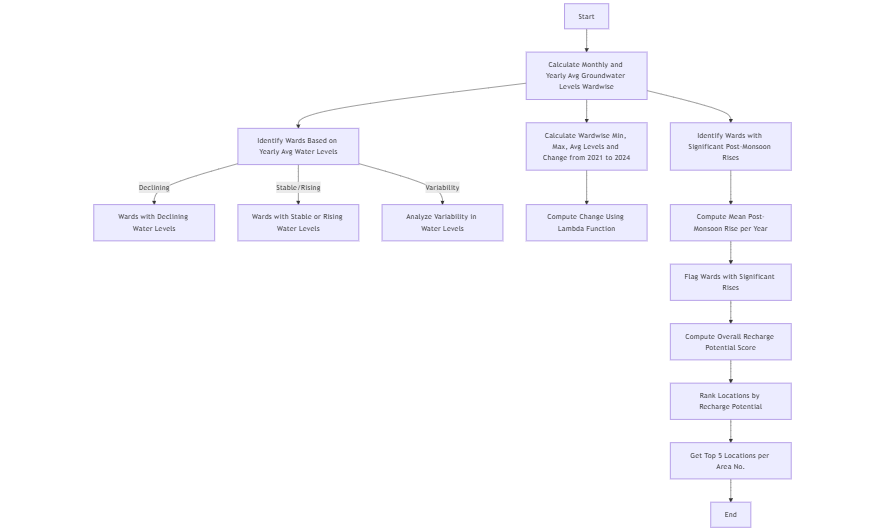 Start
Calculate Monthly and
Yearly Avg Groundwater
Levels Wardwise
Identify Wards Based on
Yearly Avg Water Levels
Calculate Wardwise Min,
Max, Avg Levels and
Change from 2021 to 2024
Identify Wards with
Significant Post-Monsoon
Rises
Declining
Stable/Rising
Variability
Wards with Declining
Water Levels
Wards with Stable or Rising
Water Levels
Analyze Variability in
Water Levels
Compute Change Using
Lambda Function
Compute Mean Post-
Monsoon Rise per Year
Flag Wards with Significant
Rises
Compute Overall Recharge
Potential Score
Rank Locations by
Recharge Potential
Get Top 5 Locations per
Area No.
End